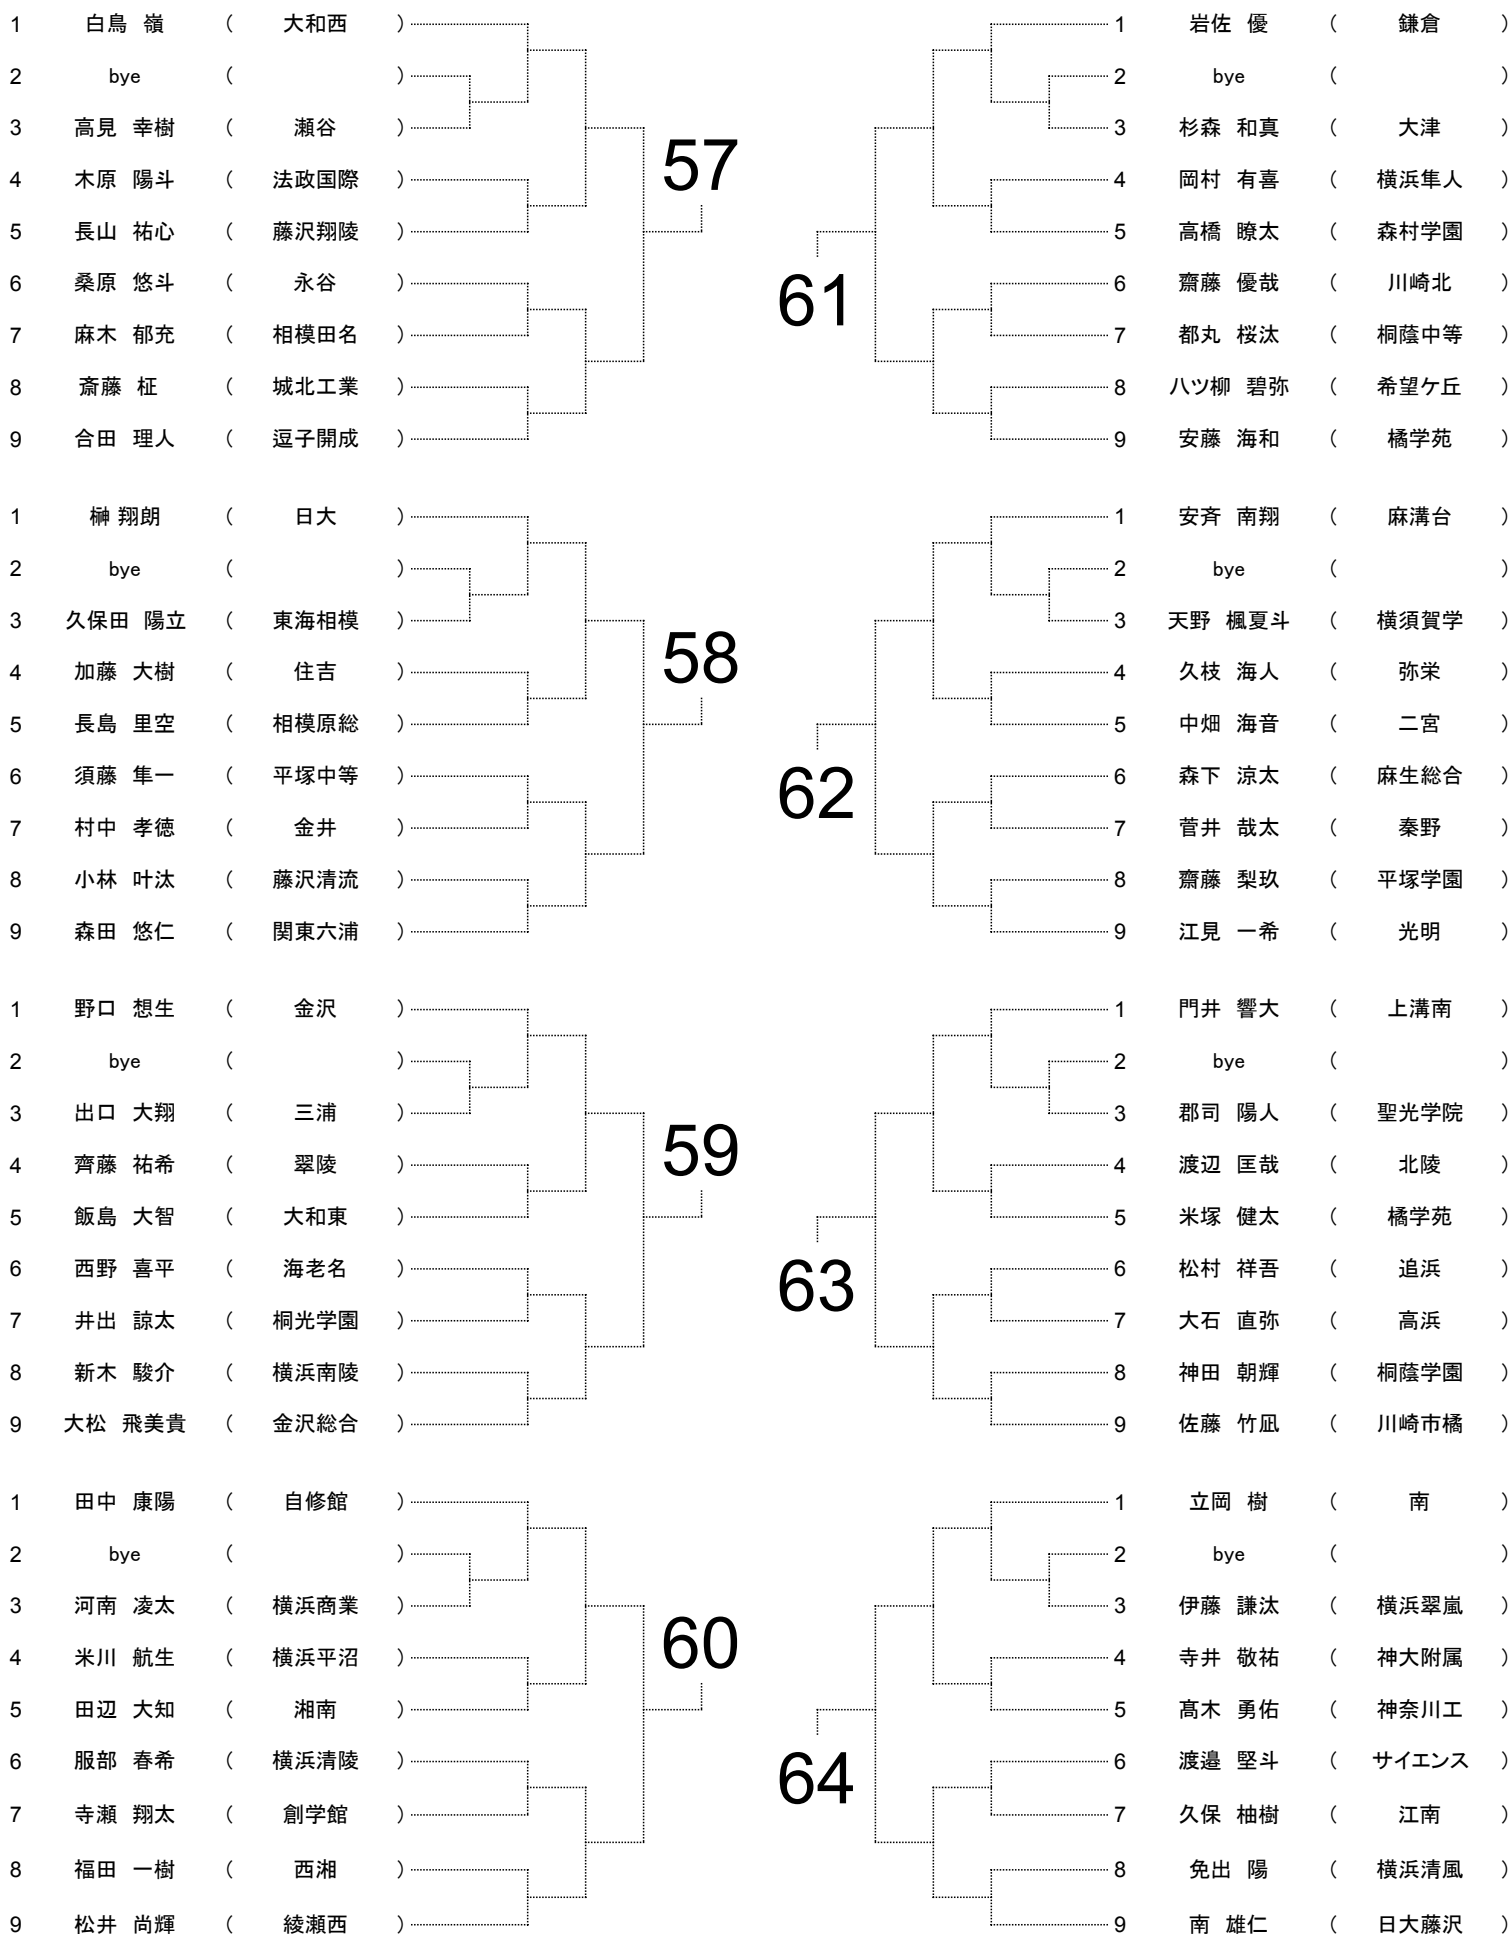 1 白鳥 嶺 ( 大和西 )
2 bye ( )
3 高見 幸樹 ( 瀬谷 )
4 木原 陽斗 ( 法政国際 )
5 長山 祐心 ( 藤沢翔陵 )
6 桑原 悠斗 ( 永谷 )
7 麻木 郁充 ( 相模田名 )
8 斎藤 柾 ( 城北工業 )
9 合田 理人 ( 逗子開成 )
57
1 榊 翔朗 ( 日大 )
2 bye ( )
3 久保田 陽立 ( 東海相模 )
4 加藤 大樹 ( 住吉 )
5 長島 里空 ( 相模原総 )
6 須藤 隼一 ( 平塚中等 )
7 村中 孝徳 ( 金井 )
8 小林 叶汰 ( 藤沢清流 )
9 森田 悠仁 ( 関東六浦 )
58
1 野口 想生 ( 金沢 )
2 bye ( )
3 出口 大翔 ( 三浦 )
4 齊藤 祐希 ( 翠陵 )
5 飯島 大智 ( 大和東 )
6 西野 喜平 ( 海老名 )
7 井出 諒太 ( 桐光学園 )
8 新木 駿介 ( 横浜南陵 )
9 大松 飛美貴 ( 金沢総合 )
59
1 田中 康陽 ( 自修館 )
2 bye ( )
3 河南 凌太 ( 横浜商業 )
4 米川 航生 ( 横浜平沼 )
5 田辺 大知 ( 湘南 )
6 服部 春希 ( 横浜清陵 )
7 寺瀬 翔太 ( 創学館 )
8 福田 一樹 ( 西湘 )
9 松井 尚輝 ( 綾瀬西 )
60
1 岩佐 優 ( 鎌倉 )
2 bye ( )
3 杉森 和真 ( 大津 )
4 岡村 有喜 ( 横浜隼人 )
5 高橋 瞭太 ( 森村学園 )
6 齋藤 優哉 ( 川崎北 )
7 都丸 桜汰 ( 桐蔭中等 )
8 八ツ柳 碧弥 ( 希望ケ丘 )
9 安藤 海和 ( 橘学苑 )
61
1 安斉 南翔 ( 麻溝台 )
2 bye ( )
3 天野 楓夏斗 ( 横須賀学 )
4 久枝 海人 ( 弥栄 )
5 中畑 海音 ( 二宮 )
6 森下 涼太 ( 麻生総合 )
7 菅井 哉太 ( 秦野 )
8 齋藤 梨玖 ( 平塚学園 )
9 江見 一希 ( 光明 )
62
1 門井 響大 ( 上溝南 )
2 bye ( )
3 郡司 陽人 ( 聖光学院 )
4 渡辺 匡哉 ( 北陵 )
5 米塚 健太 ( 橘学苑 )
6 松村 祥吾 ( 追浜 )
7 大石 直弥 ( 高浜 )
8 神田 朝輝 ( 桐蔭学園 )
9 佐藤 竹凪 ( 川崎市橘 )
63
1 立岡 樹 ( 南 )
2 bye ( )
3 伊藤 謙汰 ( 横浜翠嵐 )
4 寺井 敬祐 ( 神大附属 )
5 髙木 勇佑 ( 神奈川工 )
6 渡邉 堅斗 ( サイエンス )
7 久保 柚樹 ( 江南 )
8 免出 陽 ( 横浜清風 )
9 南 雄仁 ( 日大藤沢 )
64